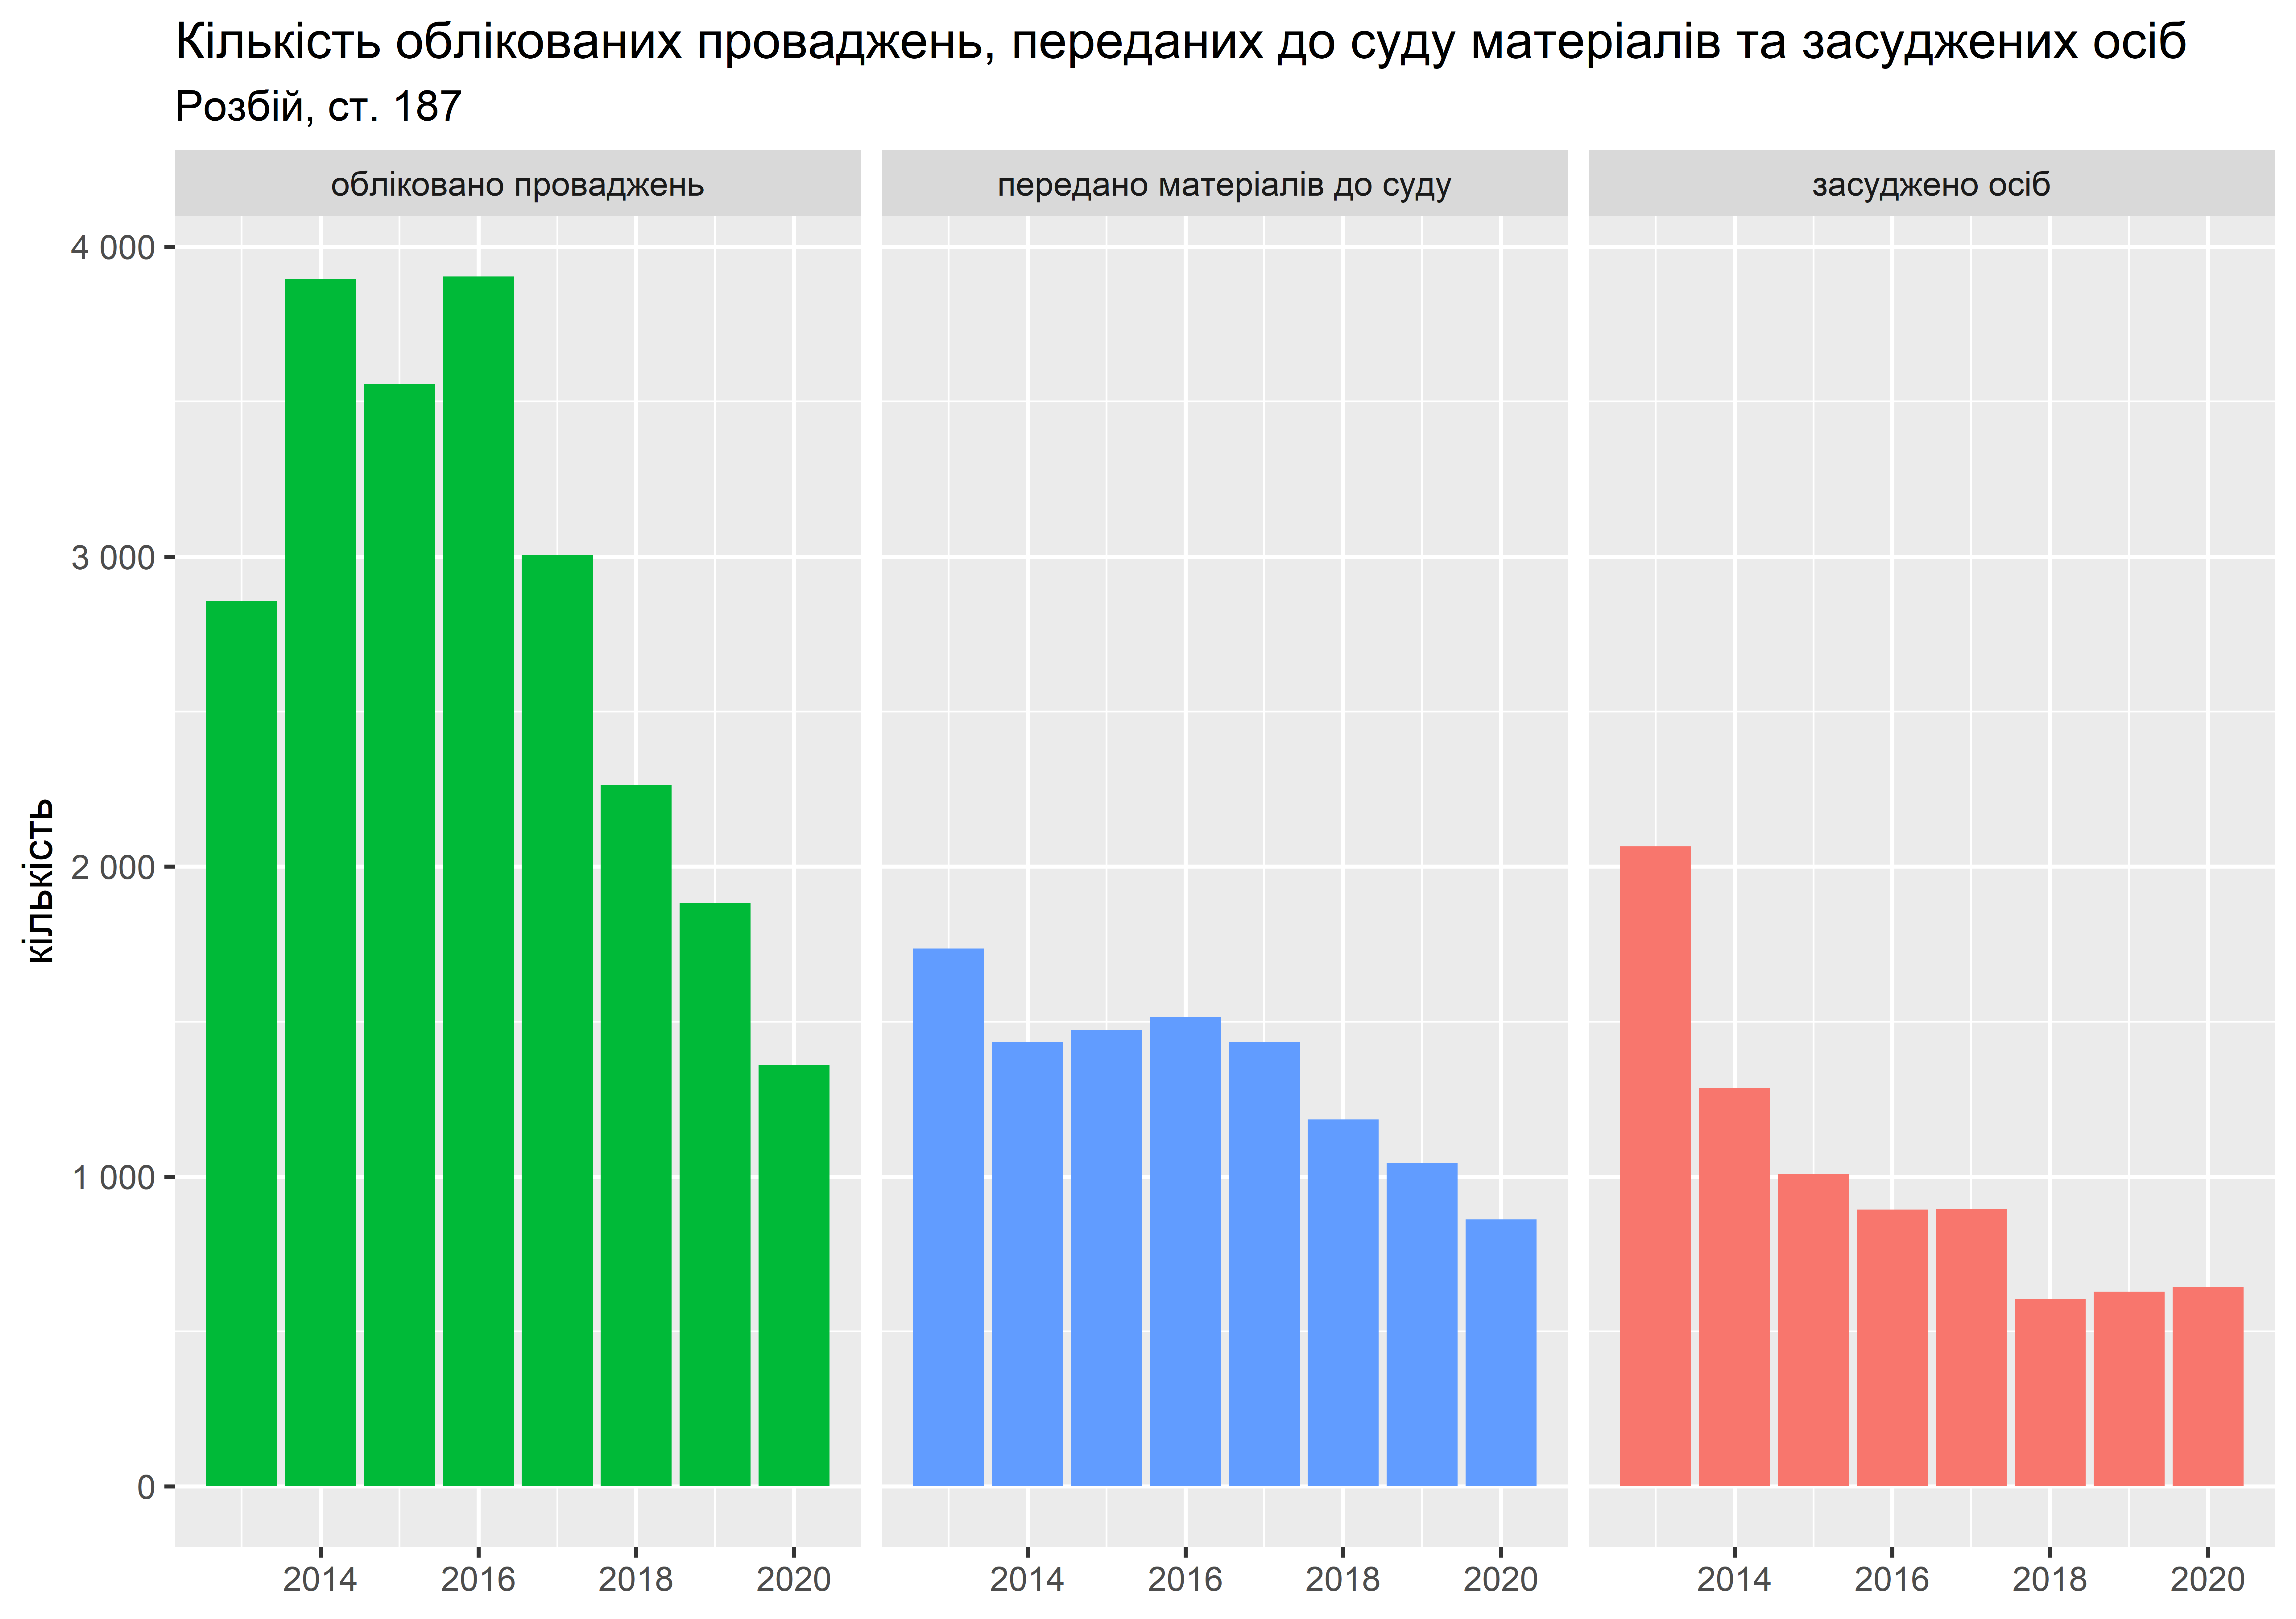 Кількість облікованих проваджень, переданих до суду матеріалів та засуджених осіб
Розбій, ст. 187
обліковано проваджень
передано матеріалів до суду
засуджено осіб
кількість
4 000
3 000
2 000
1 000
0
2014 2016 2018 2020
2014 2016 2018 2020
2014 2016 2018 2020